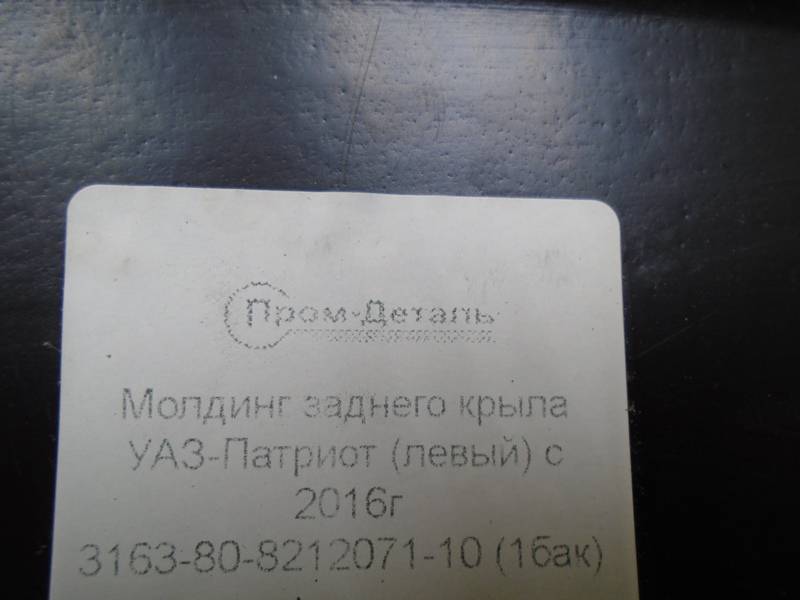 Пром-Деталь
Молдинг заднего крыла
УАЗ-Патриот (левый) с
2016г
3163-80-8212071-10 (1бак)